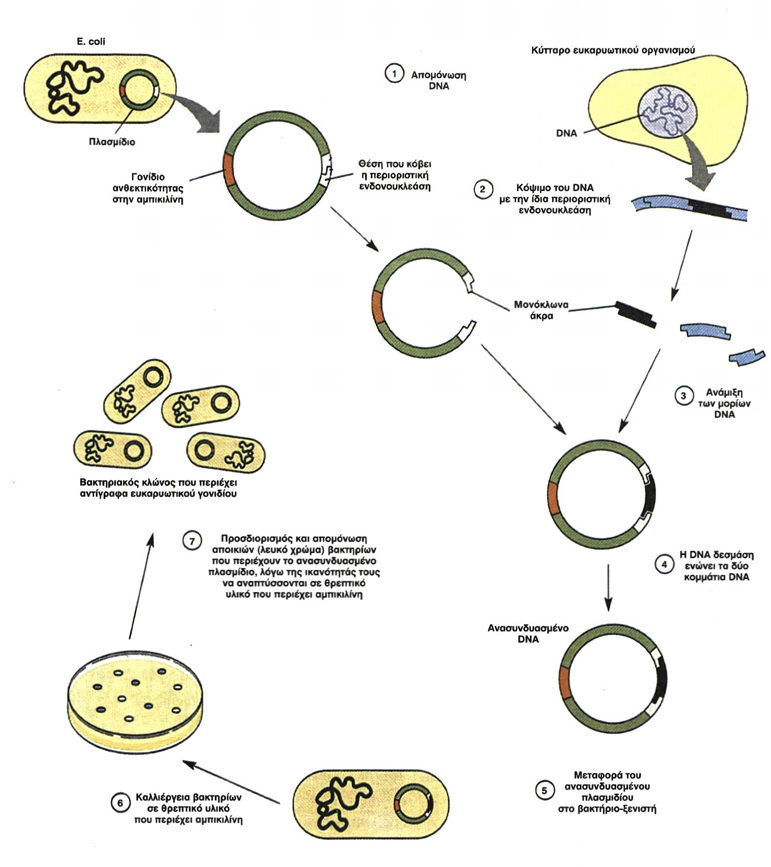 E. coli
Πλασμίδιο
1 Απομόνωση
DNA
Κύτταρο ευκαρυωτικού οργανισμού
DNA
Γονίδιο
ανθεκτικότητας
στην αμπικιλίνη
Θέση που κόβει
η περιοριστική
ενδονουκλεάση
2 Κόψιμο του DNA
με την ίδια περιοριστική
ενδονουκλεάση
Μονόκλωνα
άκρα
3 Ανάμιξη
των μορίων
DNA
4 Η DNA δεσμάση
ενώνει τα δύο
κομμάτια DNA
Ανασυνδυασμένο
DNA
5 Μεταφορά του
ανασυνδυασμένου
πλασμιδίου
στο βακτήριο-ξενιστή
6 Καλλιέργεια βακτηρίων
σε θρεπτικό υλικό
που περιέχει αμπικιλίνη
7 Προσδιορισμός και απομόνωση
αποικιών (λευκό χρώμα) βακτηρίων
που περιέχουν το ανασυνδυασμένο
πλασμίδιο, λόγω της ικανότητάς τους
να αναπτύσσονται σε θρεπτικό
υλικό που περιέχει αμπικιλίνη
Βακτηριακός κλώνος που περιέχει
αντίγραφα ευκαρυωτικού γονιδίου